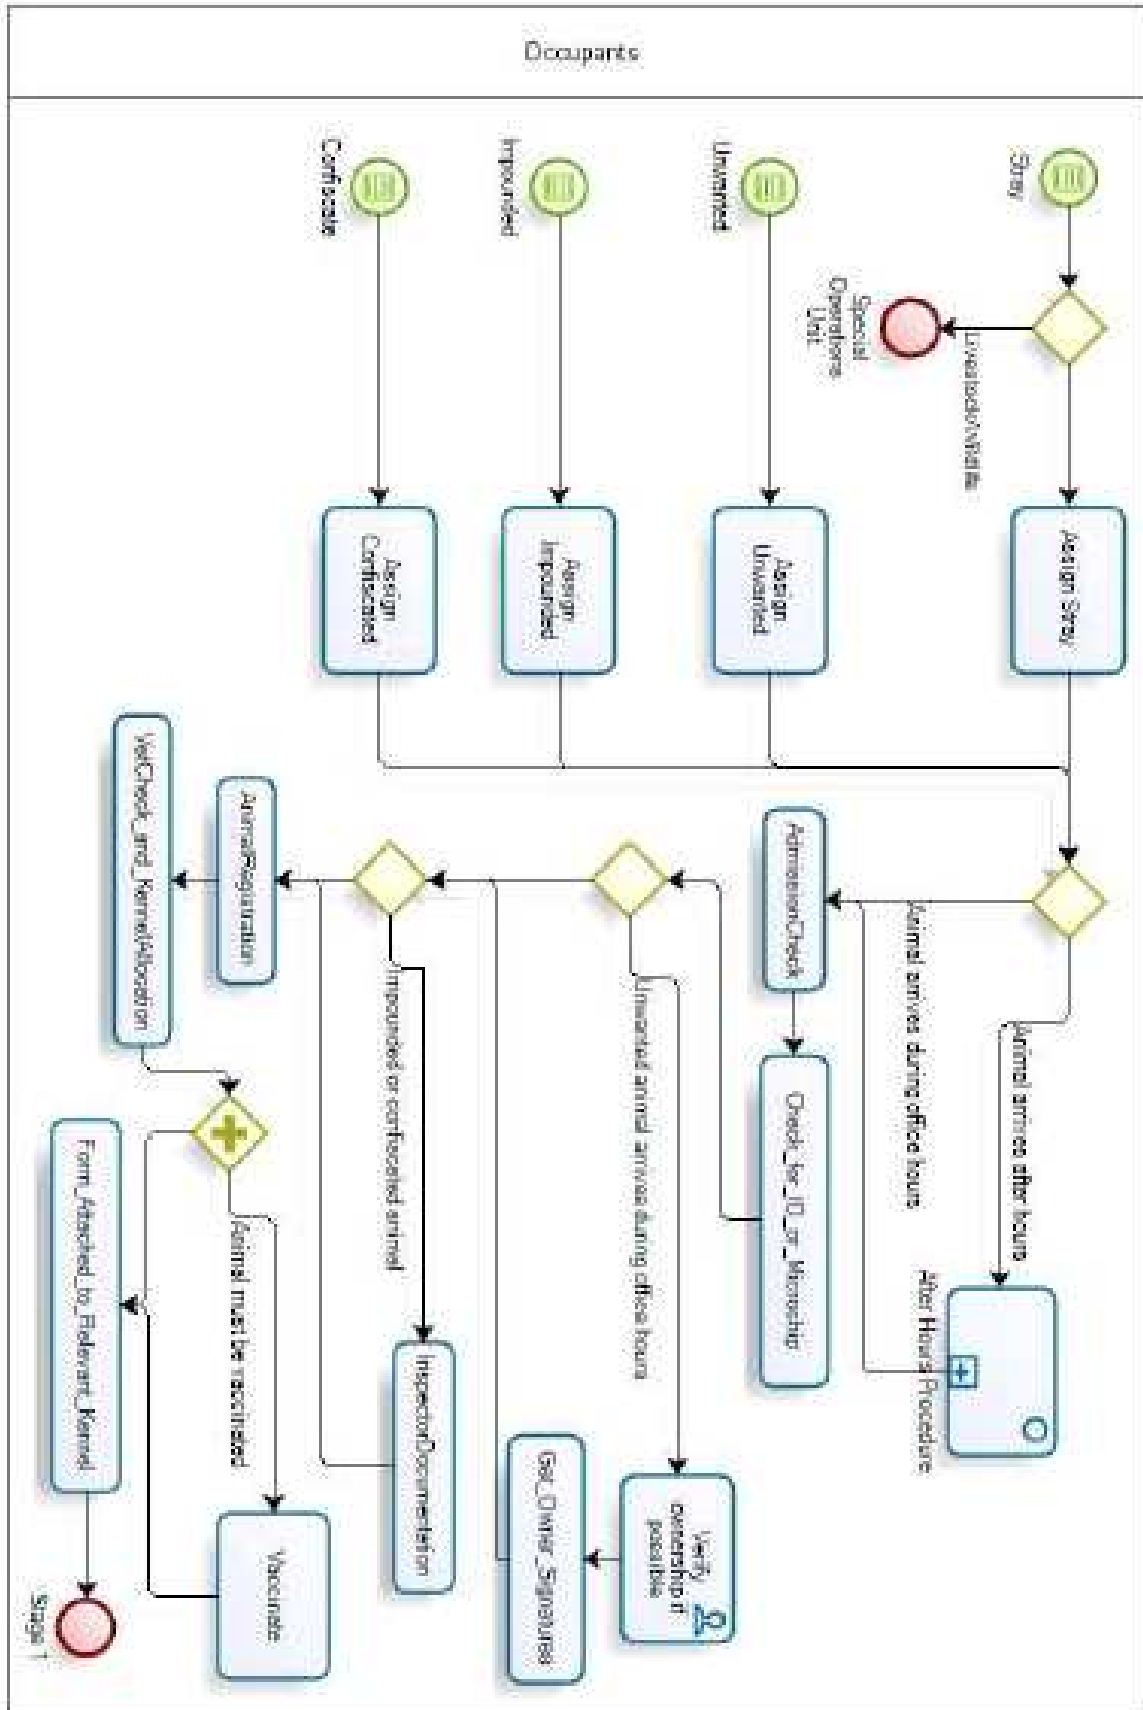 Occupants
Stray
Special
Operations
Unit
Assign Stray
Unwanted
Assign
Unwanted
Impounded
Assign
Impounded
Confiscate
Assign
Confiscated
Animal arrives after hours
After Hours Procedure
Animal arrives during office hours
AdmissionCheck
Check_for_ID_or_Microchip
Unwanted animal arrives during office hours
Verify
ownership if
possible
Get_Owner_Signatures
Impounded or confiscated animal
InspectorDocumentation
AnimalRegistration
VetCheck_and_KennelAllocation
Animal must be vaccinated
Vaccinate
Form_Attached_to_Relevant_Kennel
Stage 1